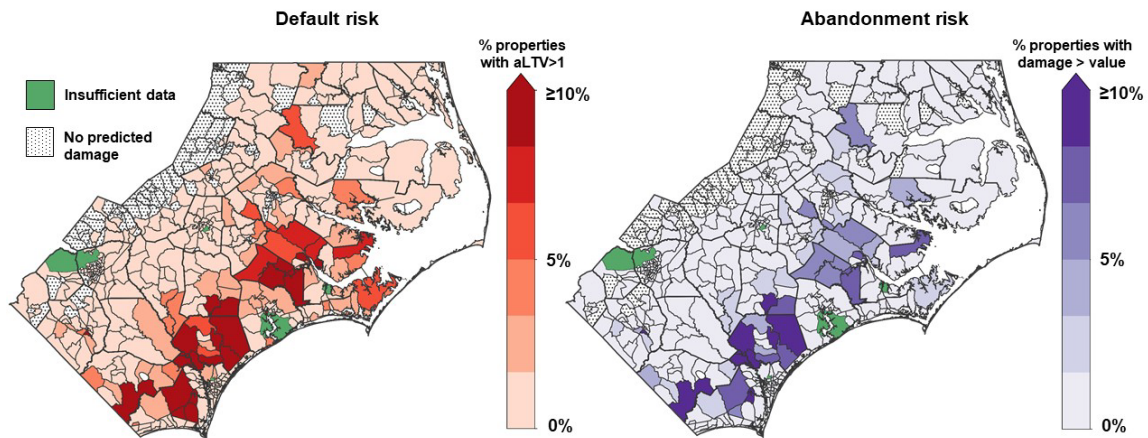 Default risk
Abandonment risk
Insufficient data
No predicted
damage
% properties
with aLTV>1
≥10%
5%
0%
% properties with
damage > value
≥10%
5%
0%